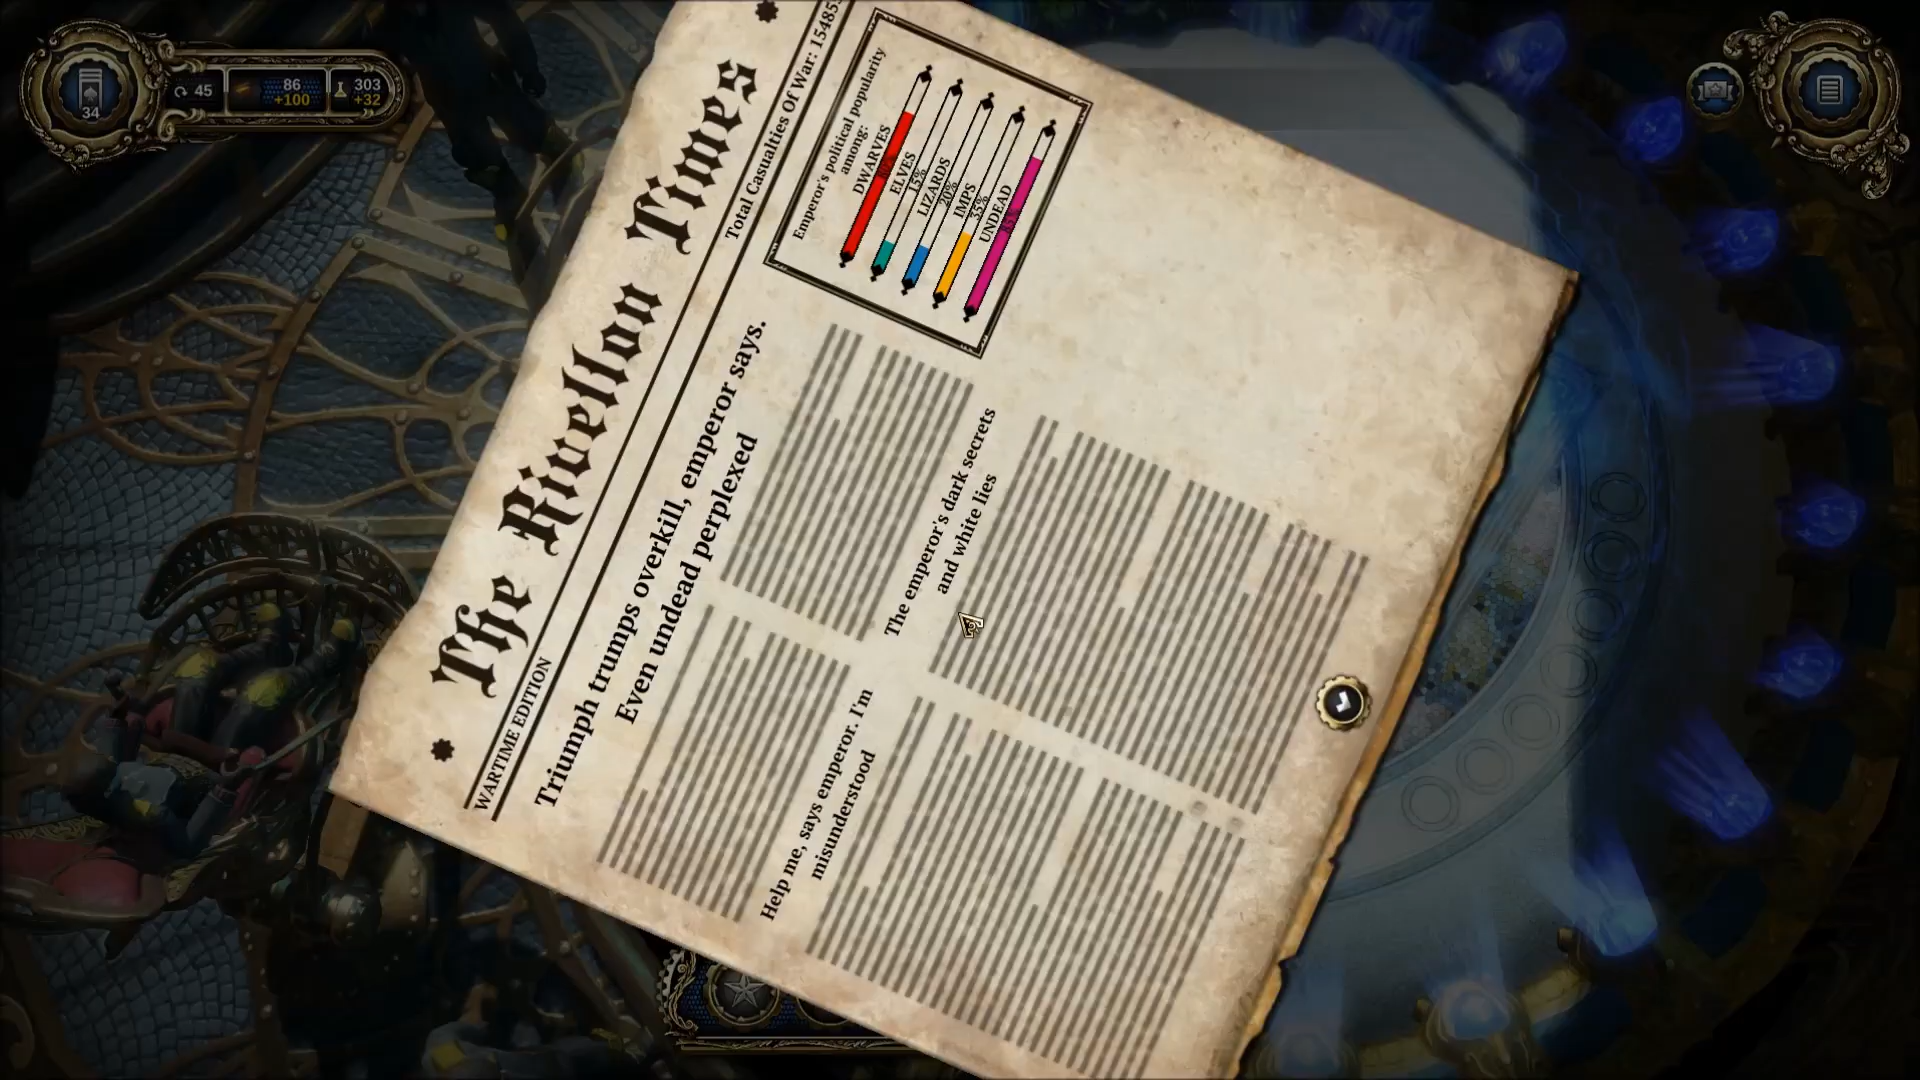 34
45
86
+100
303
+32
The Rivellon Times
WARTIME EDITION
Total Casualties Of War:
Triumph trumps overkill, emperor says.
Even undead perplexed
Emperor's political popularity
among:
DWARVES
ELVES
15%
LIZARDS
20%
IMPS
35%
UNDEAD
Help me, says emperor. I'm
misunderstood
The emperor's dark secrets
and white lies